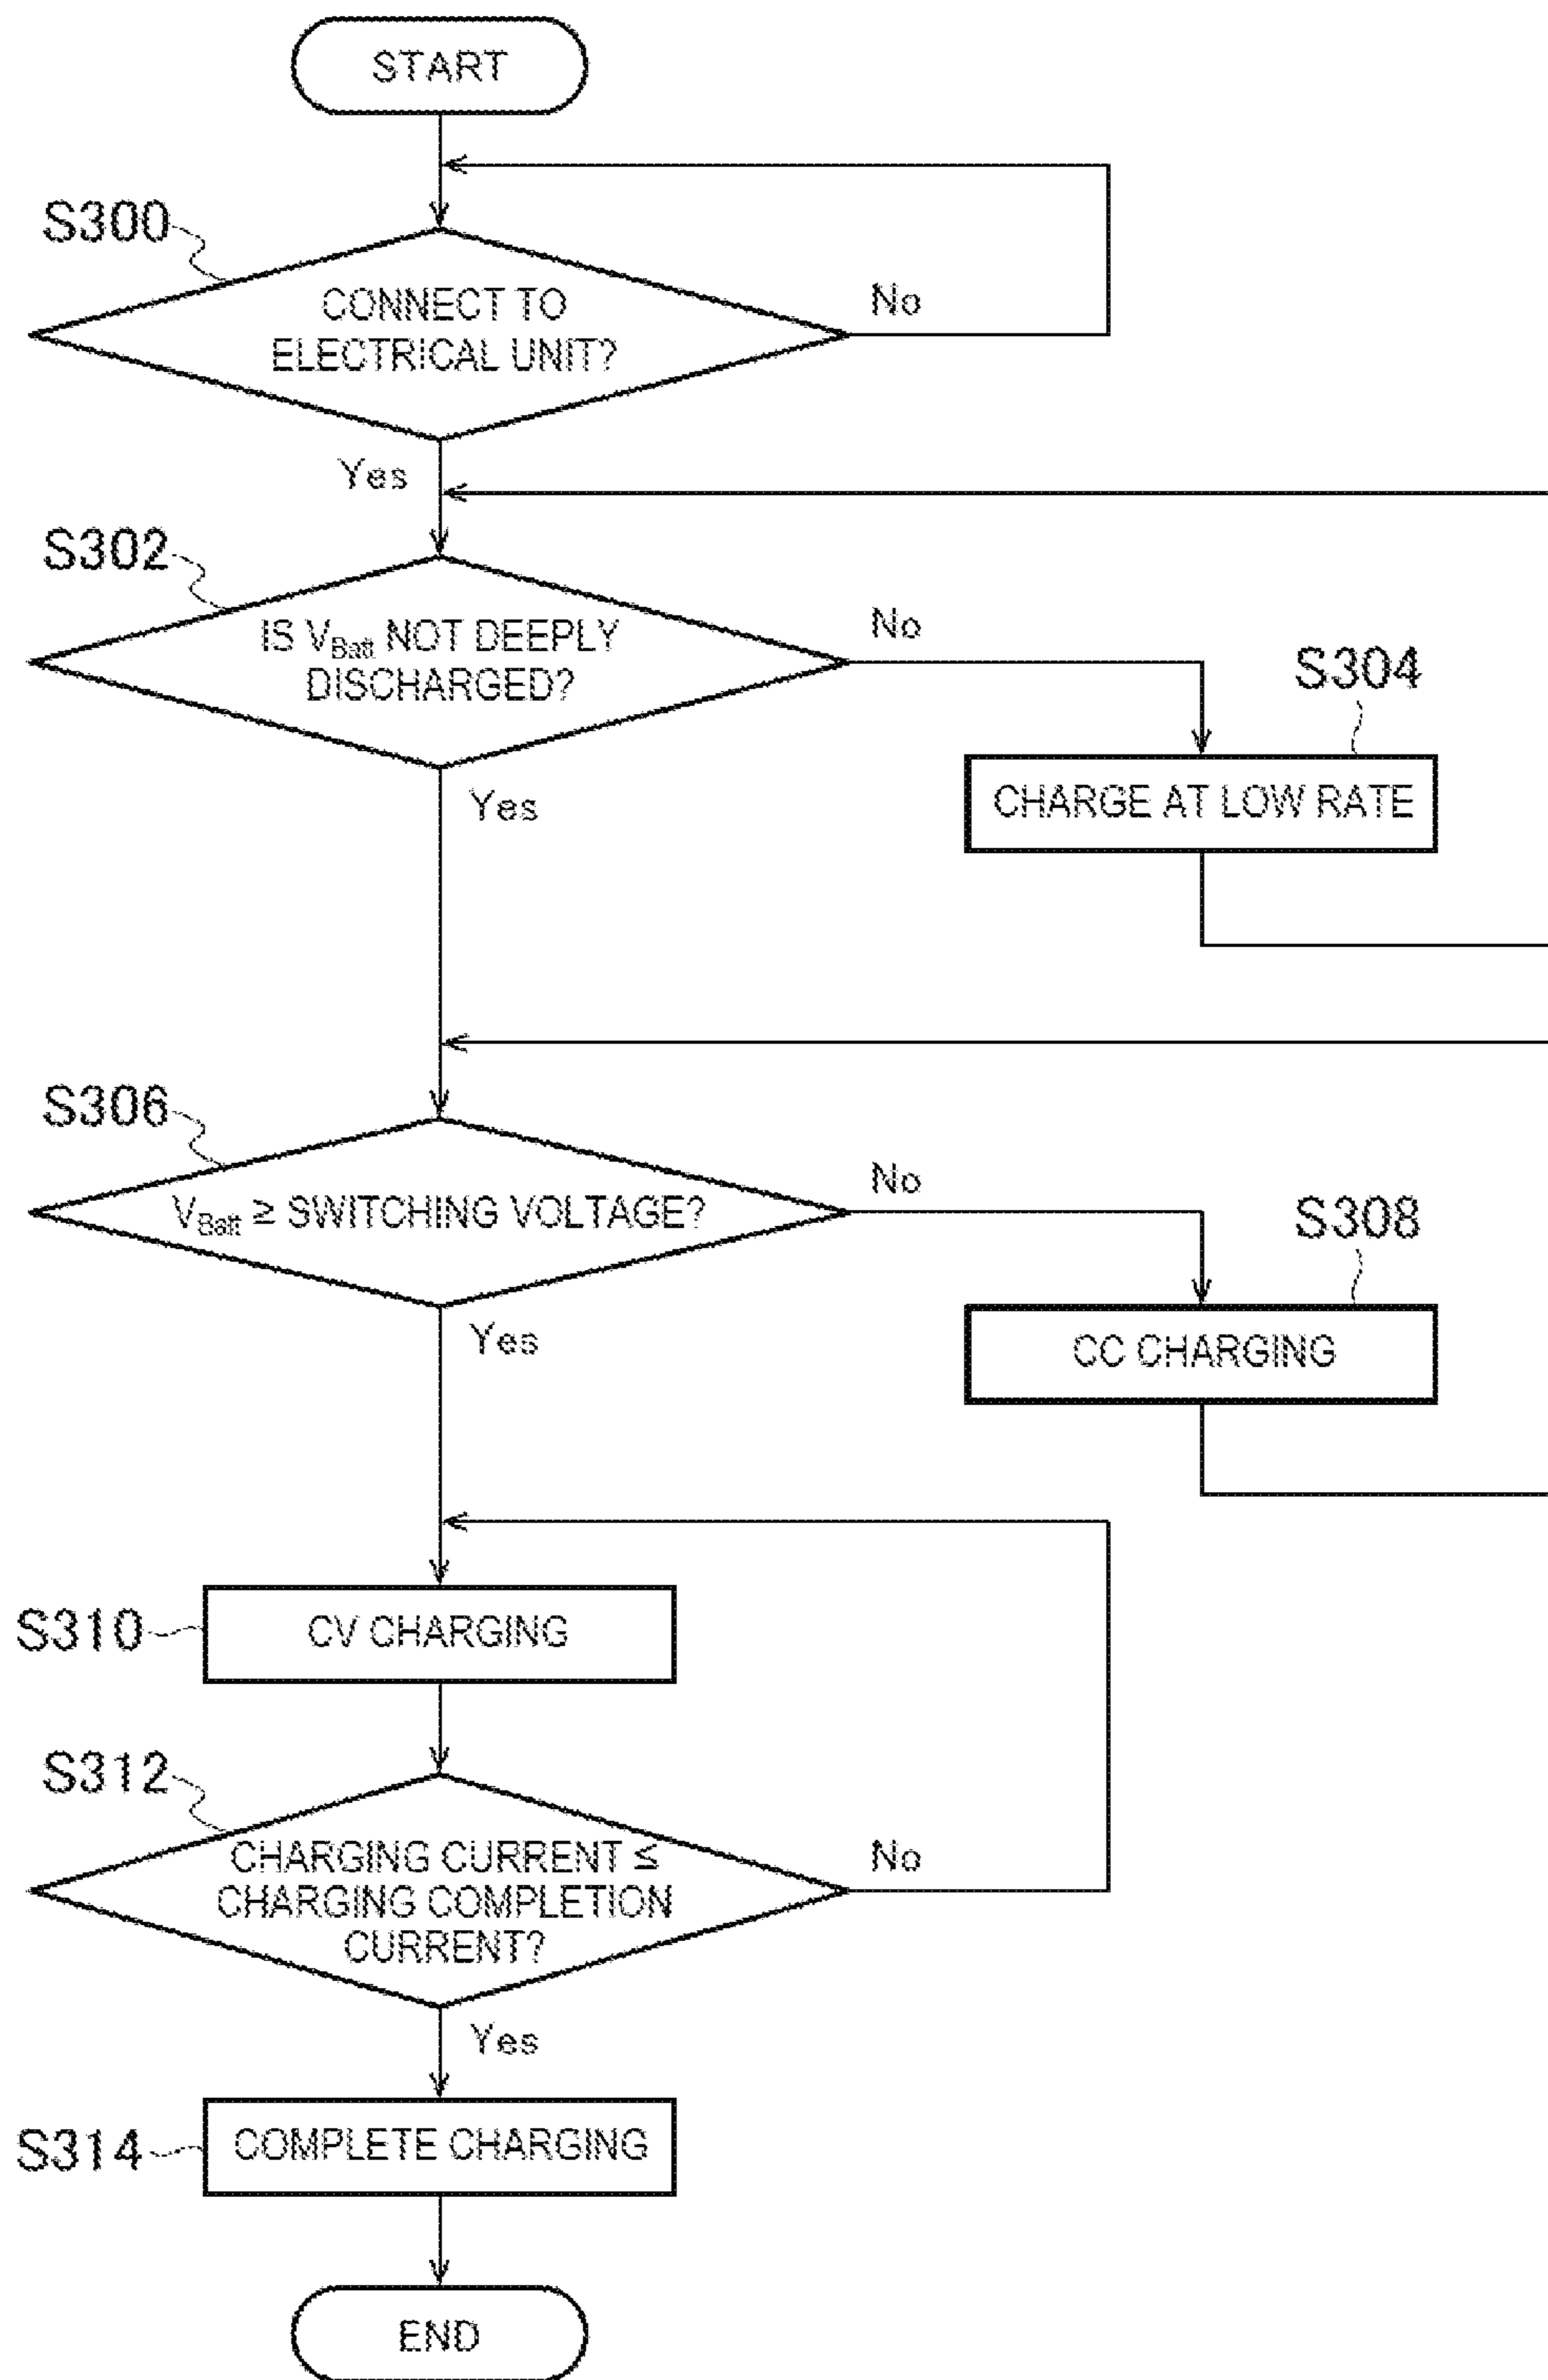 START
S300
CONNECT TO
ELECTRICAL UNIT?
No
Yes
S302
IS VBatt NOT DEEPLY
DISCHARGED?
No
S304
CHARGE AT LOW RATE
Yes
S306
VBatt ≥ SWITCHING VOLTAGE?
No
S308
CC CHARGING
Yes
S310
CV CHARGING
S312
CHARGING CURRENT ≤
CHARGING COMPLETION
CURRENT?
No
Yes
S314
COMPLETE CHARGING
END